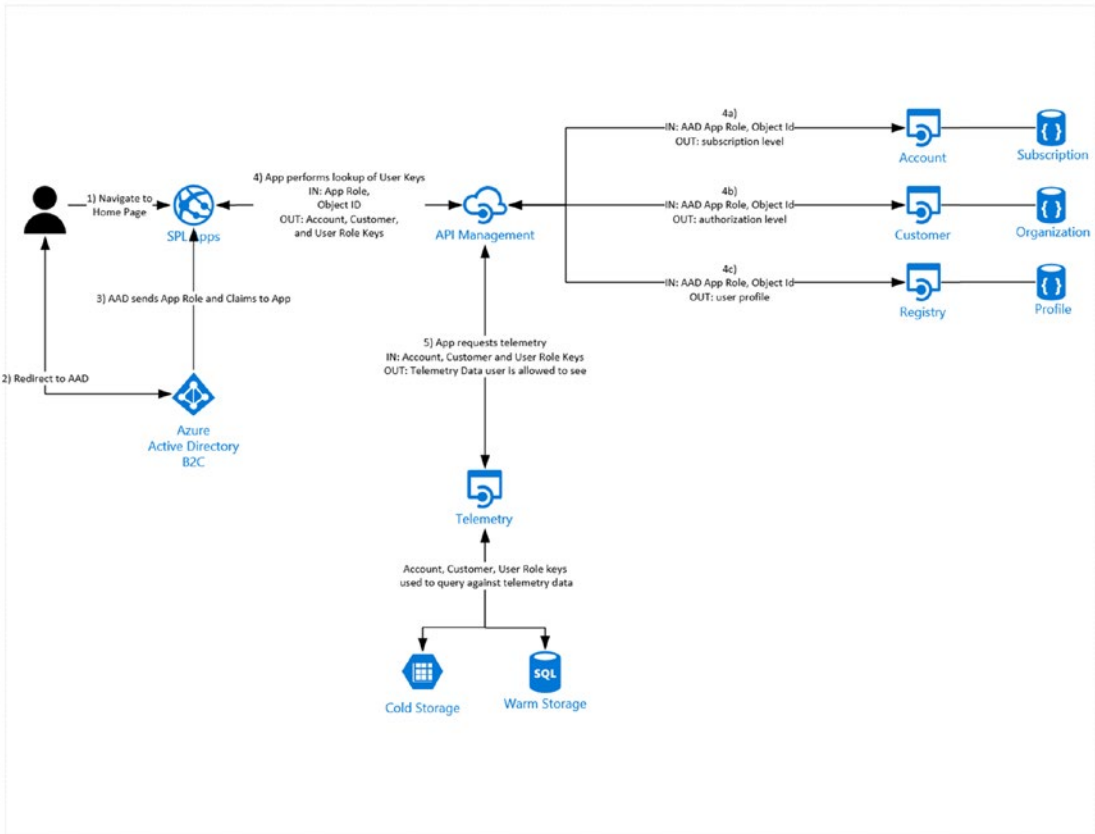 1) Navigate to
Home Page
SPL Apps
4) App performs lookup of User Keys
IN: App Role,
Object ID
OUT: Account, Customer,
and User Role Keys
API Management
4a)
IN: AAD App Role, Object Id
OUT: subscription level
Account
Subscription
4b)
IN: AAD App Role, Object Id
OUT: authorization level
Customer
Organization
4c)
IN: AAD App Role, Object Id
OUT: user profile
Registry
Profile
3) AAD sends App Role and Claims to App
2) Redirect to AAD
Azure
Active Directory
B2C
5) App requests telemetry
IN: Account, Customer and User Role Keys
OUT: Telemetry Data user is allowed to see
Telemetry
Account, Customer, User Role keys
used to query against telemetry data
Cold Storage
SQL
Warm Storage